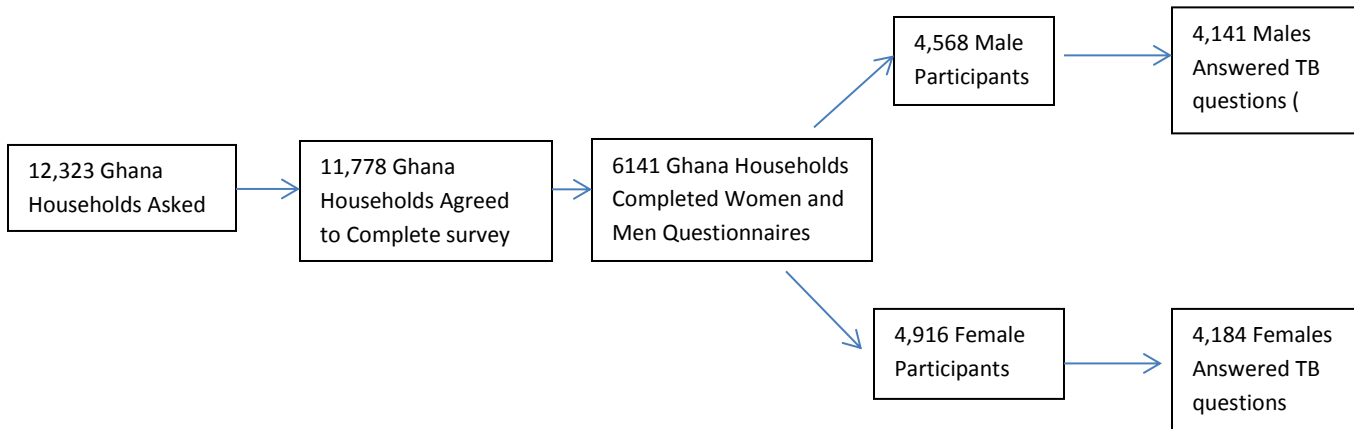 12,323 Ghana
Households Asked
11,778 Ghana
Households Agreed
to Complete survey
6141 Ghana Households
Completed Women and
Men Questionnaires
4,568 Male
Participants
4,141 Males
Answered TB
questions (
4,916 Female
Participants
4,184 Females
Answered TB
questions